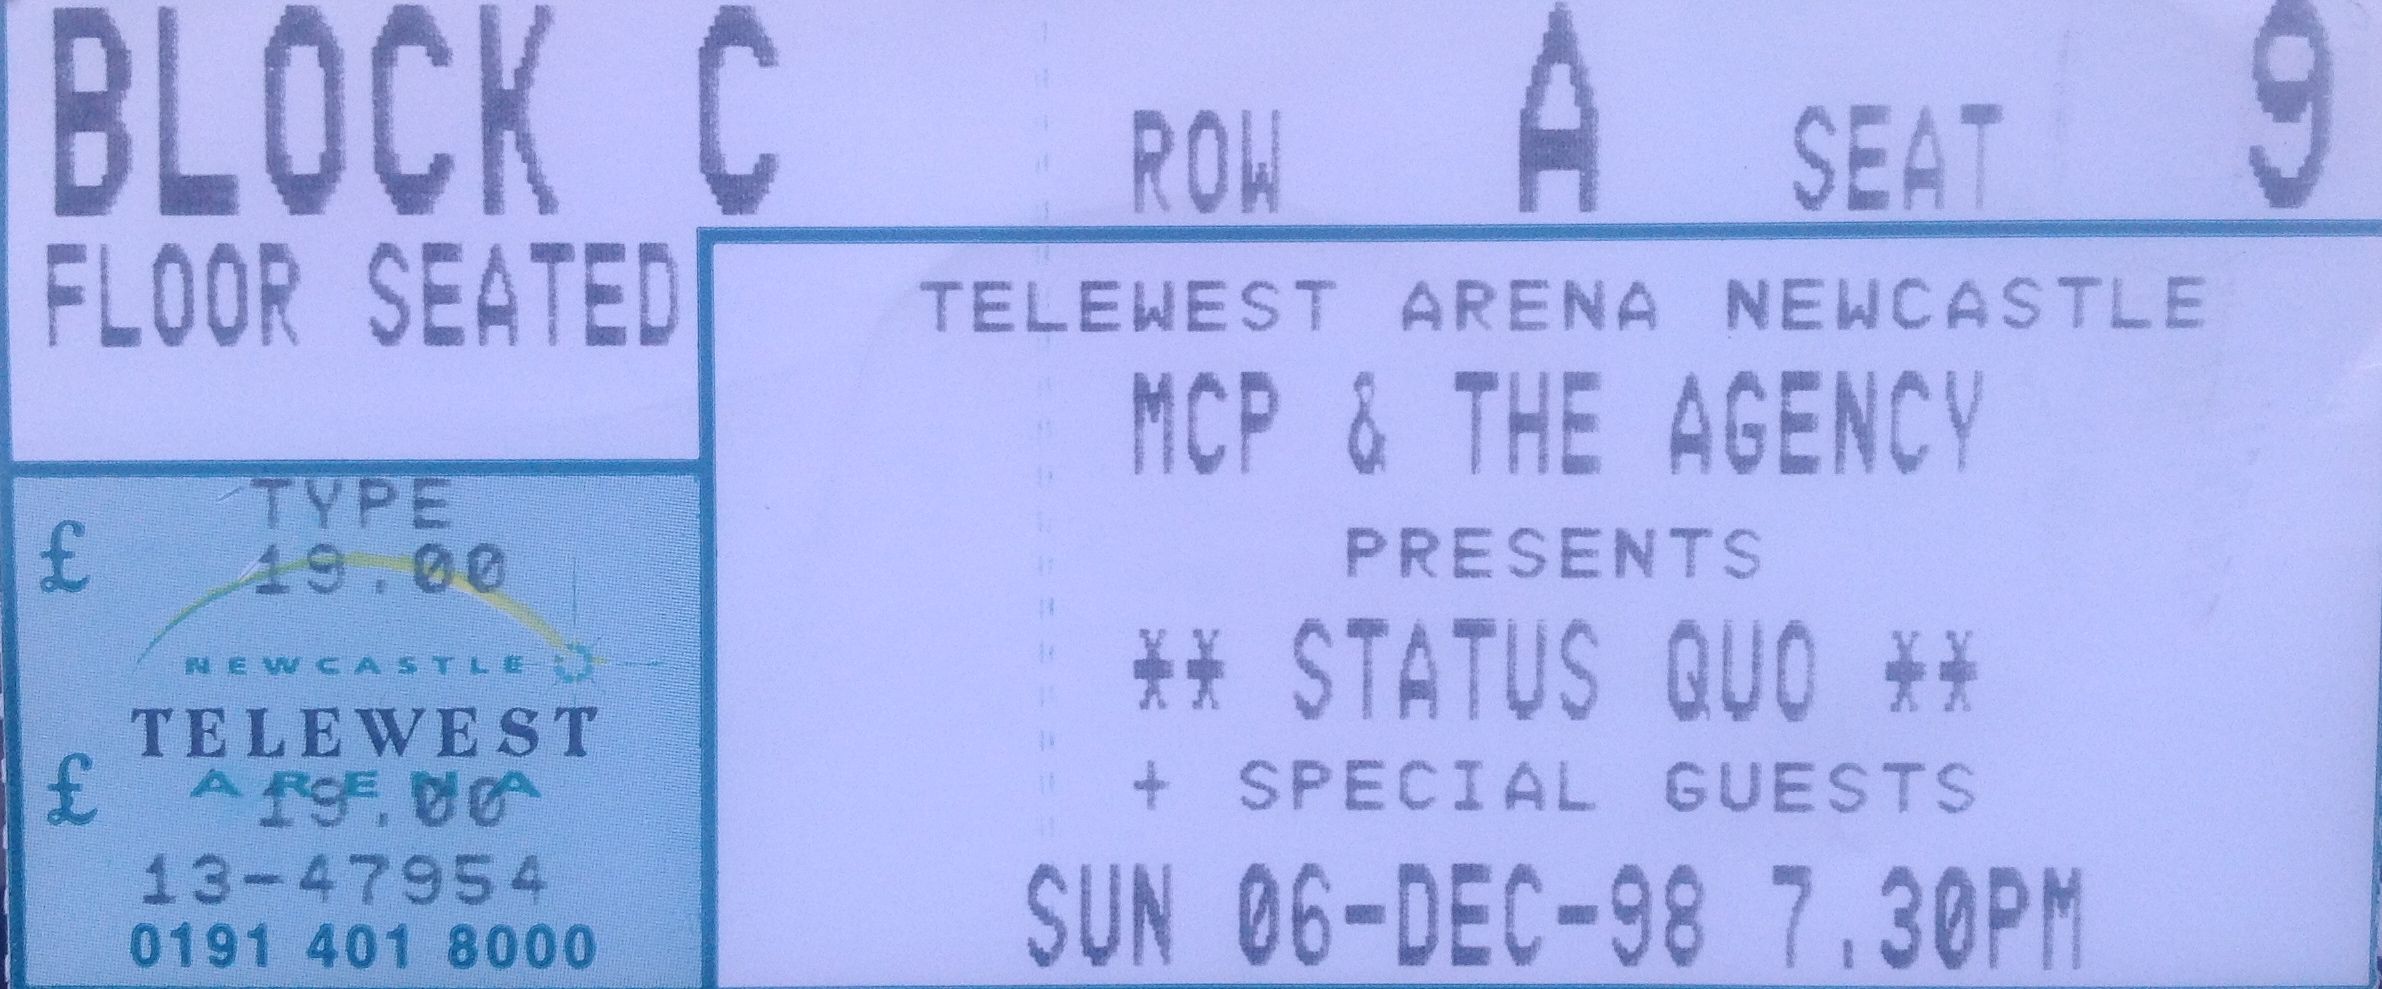 BLOCK C ROW A SEAT 9
FLOOR SEATED
TELEWEST ARENA NEWCASTLE
MCP & THE AGENCY
PRESENTS
** STATUS QUO **
+ SPECIAL GUESTS
SUN 06-DEC-98 7.30PM
TYPE
£ 19.00
NEWCASTLE
TELEWEST
ARENA
£ 19.00
13-47954
0191 401 8000